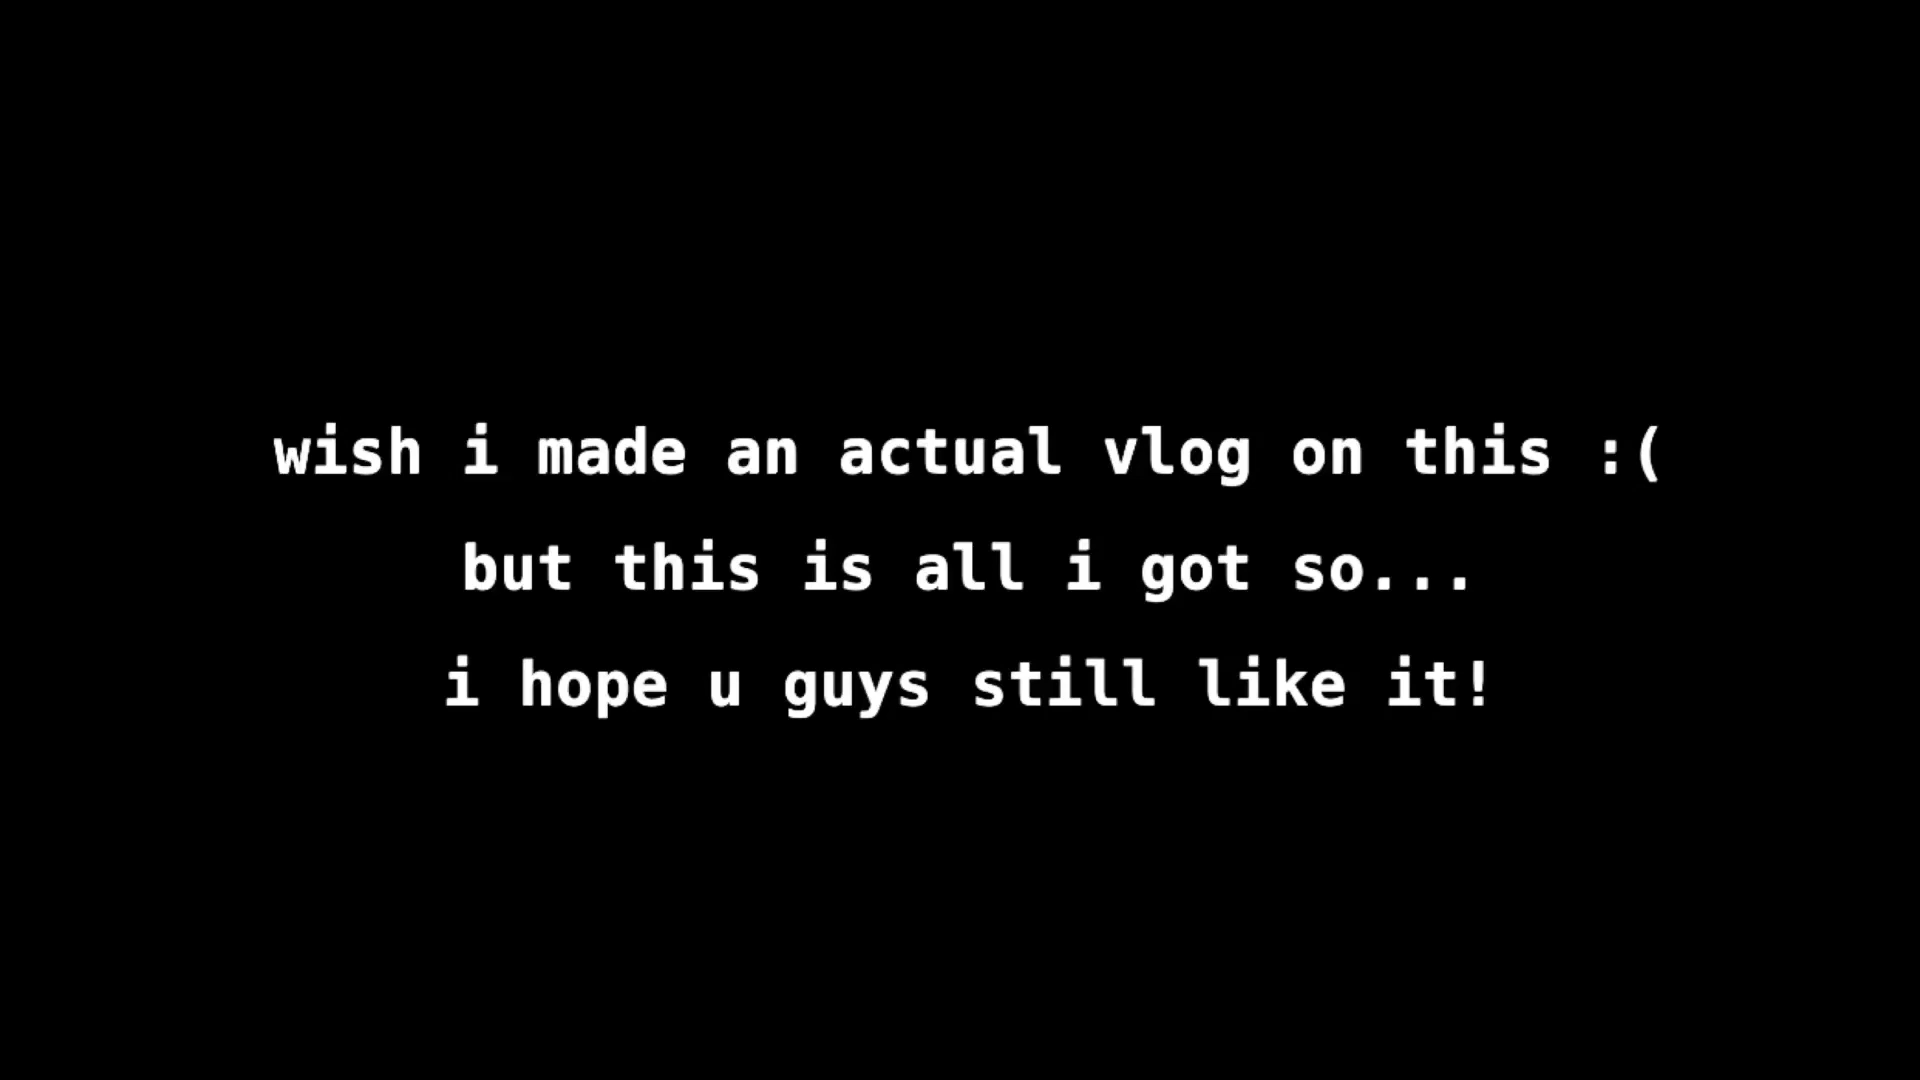 wish i made an actual vlog on this :(
but this is all i got so...
i hope u guys still like it!